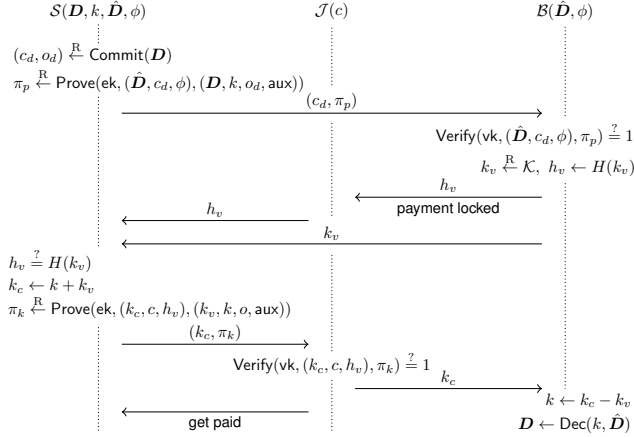 𝒮(𝑫, k, 𝑫̂, ϕ) 𝒥(c) ℬ(𝑫̂, ϕ)
(c_d, o_d) ←R Commit(𝑫)
π_p ←R Prove(ek, (𝑫̂, c_d, ϕ), (𝑫, k, o_d, aux))
(c_d, π_p)
Verify(vk, (𝑫̂, c_d, ϕ), π_p) ≟ 1
k_v ←R 𝒦, h_v ← H(k_v)
h_v
payment locked
h_v
k_v
h_v ≟ H(k_v)
k_c ← k + k_v
π_k ←R Prove(ek, (k_c, c, h_v), (k_v, k, o, aux))
(k_c, π_k)
Verify(vk, (k_c, c, h_v), π_k) ≟ 1
k_c
k ← k_c − k_v
get paid
𝑫 ← Dec(k, 𝑫̂)